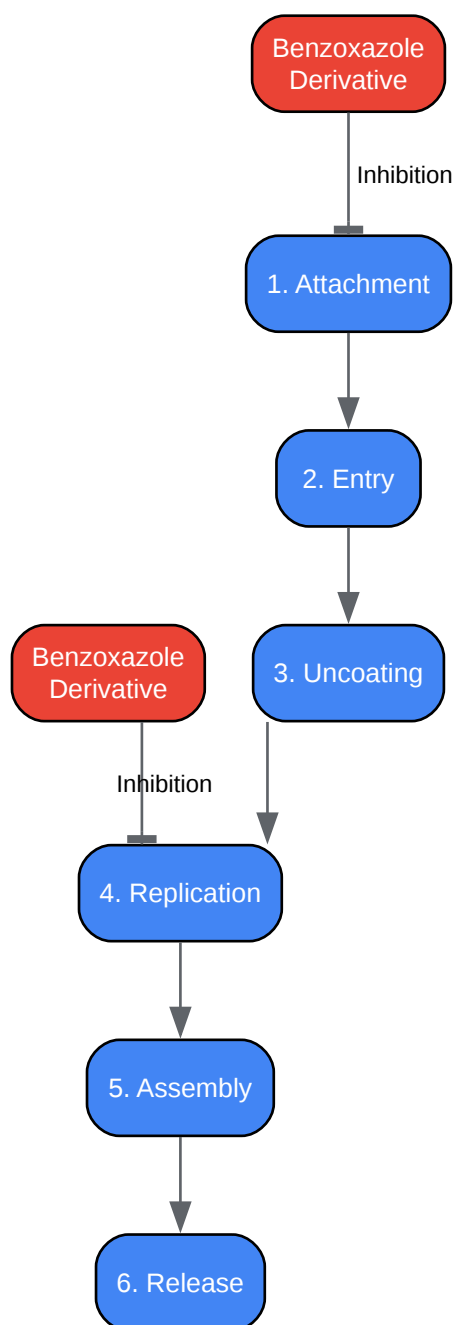 Benzoxazole
Derivative
Inhibition
1. Attachment
2. Entry
Benzoxazole
Derivative
3. Uncoating
Inhibition
4. Replication
5. Assembly
6. Release